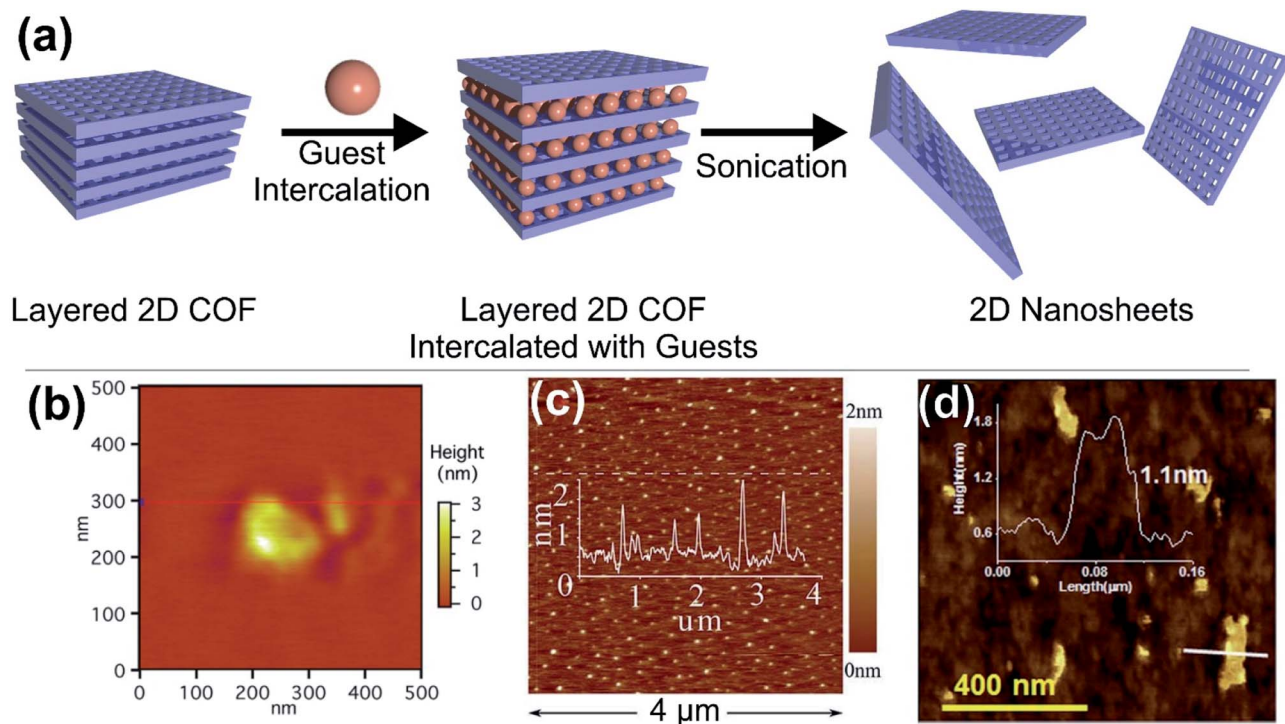 (a)
Guest
Intercalation
Sonication
Layered 2D COF
Layered 2D COF
Intercalated with Guests
2D Nanosheets
(b)
500
400
300
200
100
0
nm
0
100
200
300
400
500
nm
Height
(nm)
3
2
1
0
(c)
2nm
0nm
nm
2
1
0
1
2
3
4
um
4 μm
(d)
1.8
1.2
0.6
Height(nm)
1.1nm
0.00
0.08
0.16
Length(μm)
400 nm